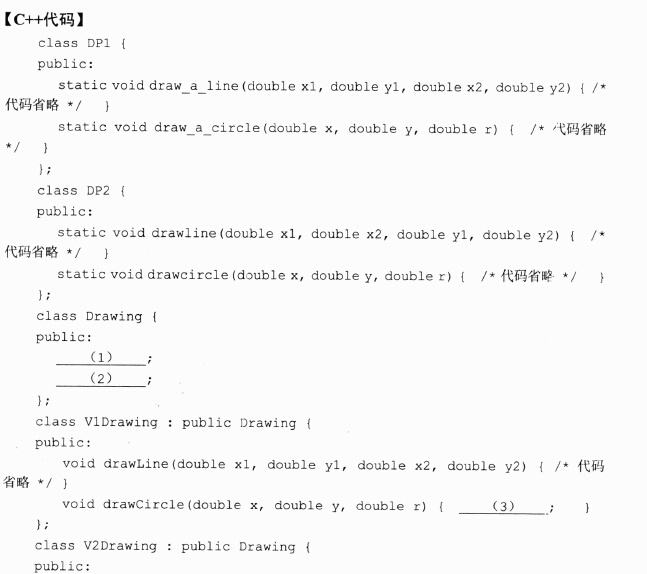 【C++代码】
class DP1 {
public:
static void draw_a_line(double x1, double y1, double x2, double y2) { /*
代码省略 */ }
static void draw_a_circle(double x, double y, double r) { /* 代码省略
*/ }
};
class DP2 {
public:
static void drawline(double x1, double x2, double y1, double y2) { /*
代码省略 */ }
static void drawcircle(double x, double y, double r) { /* 代码省略 */ }
};
class Drawing {
public:
(1) ;
(2) ;
};
class V1Drawing : public Drawing {
public:
void drawLine(double x1, double y1, double x2, double y2) { /* 代码
省略 */ }
void drawCircle(double x, double y, double r) { (3) ; }
};
class V2Drawing : public Drawing {
public: